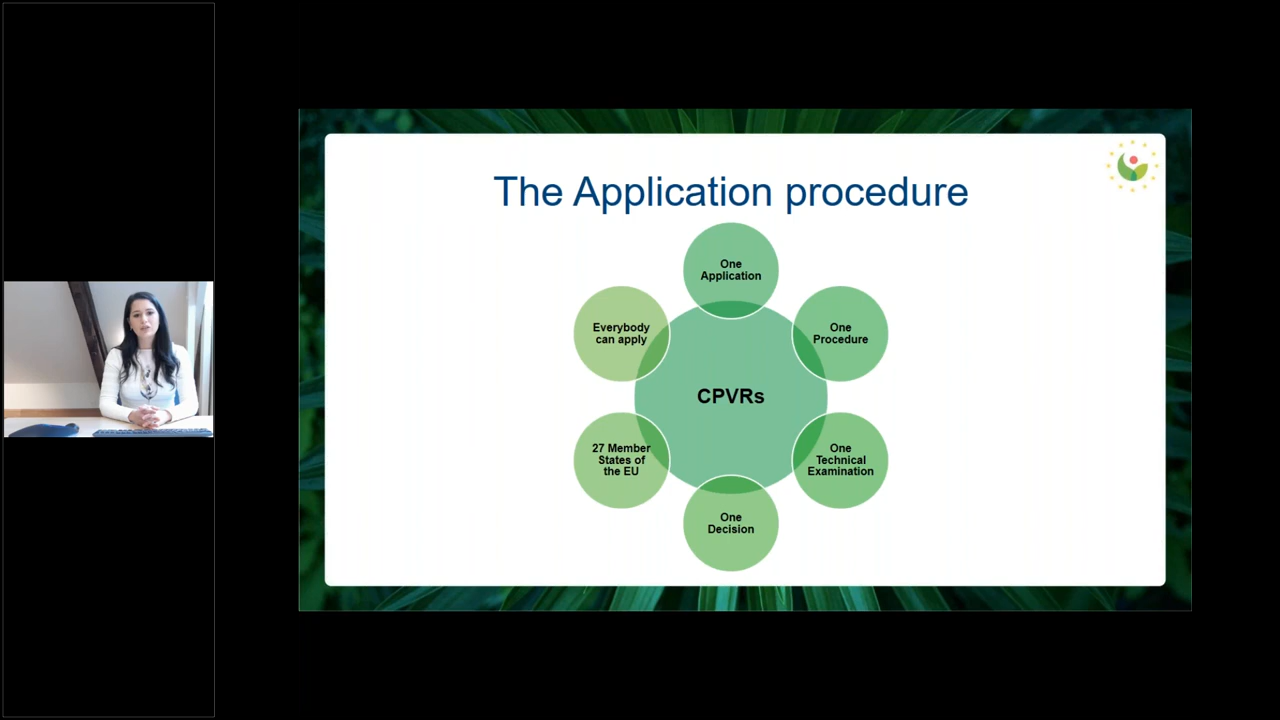 The Application procedure
One
Application
One
Procedure
One
Technical
Examination
One
Decision
27 Member
States of
the EU
Everybody
can apply
CPVRs